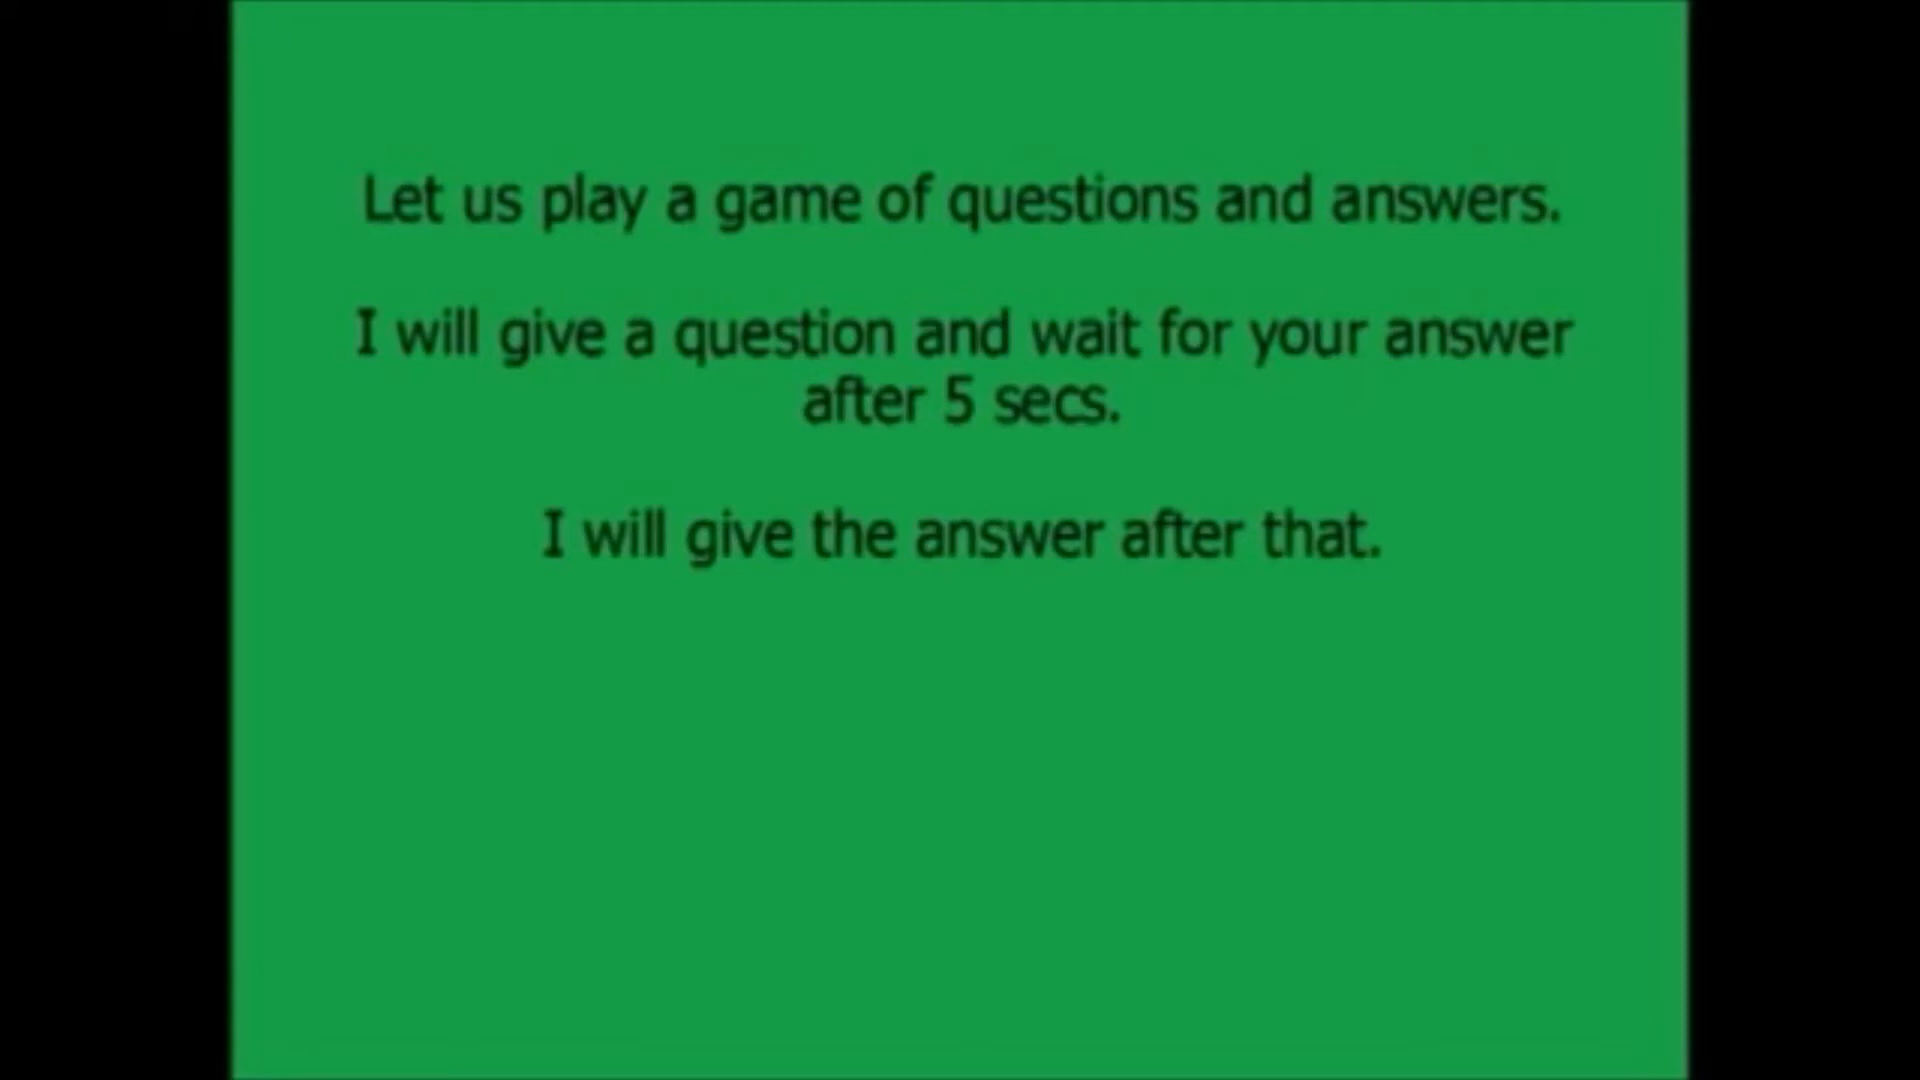 Let us play a game of questions and answers.
I will give a question and wait for your answer
after 5 secs.
I will give the answer after that.